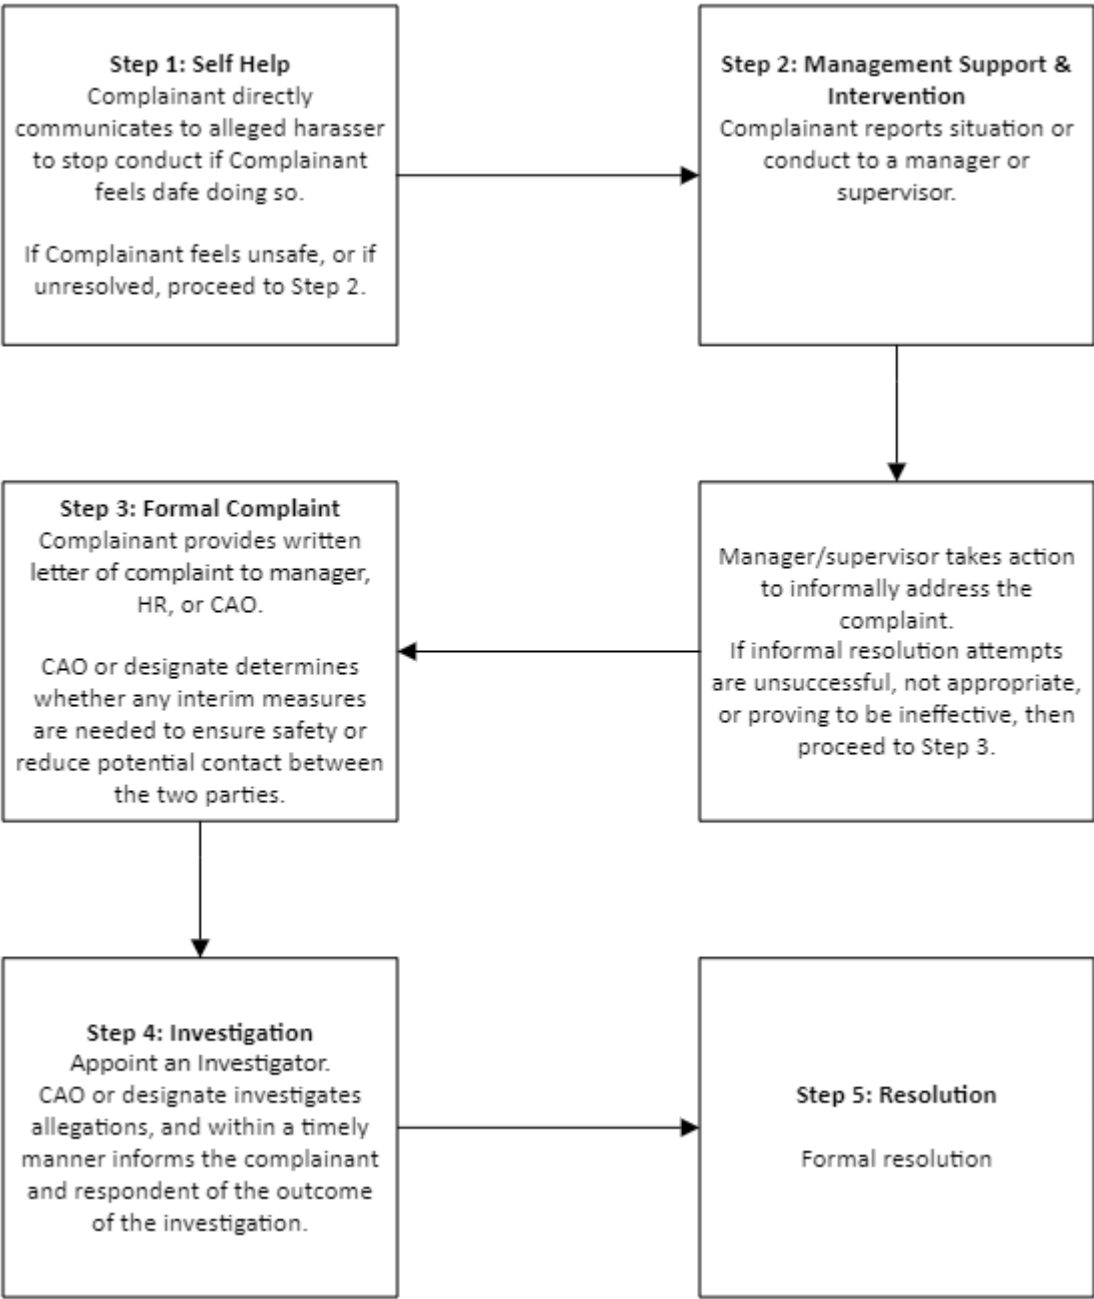 Step 1: Self Help
Complainant directly
communicates to alleged harasser
to stop conduct if Complainant
feels dafe doing so.
If Complainant feels unsafe, or if
unresolved, proceed to Step 2.
Step 2: Management Support &
Intervention
Complainant reports situation or
conduct to a manager or
supervisor.
Manager/supervisor takes action
to informally address the
complaint.
If informal resolution attempts
are unsuccessful, not appropriate,
or proving to be ineffective, then
proceed to Step 3.
Step 3: Formal Complaint
Complainant provides written
letter of complaint to manager,
HR, or CAO.
CAO or designate determines
whether any interim measures
are needed to ensure safety or
reduce potential contact between
the two parties.
Step 4: Investigation
Appoint an Investigator.
CAO or designate investigates
allegations, and within a timely
manner informs the complainant
and respondent of the outcome
of the investigation.
Step 5: Resolution
Formal resolution